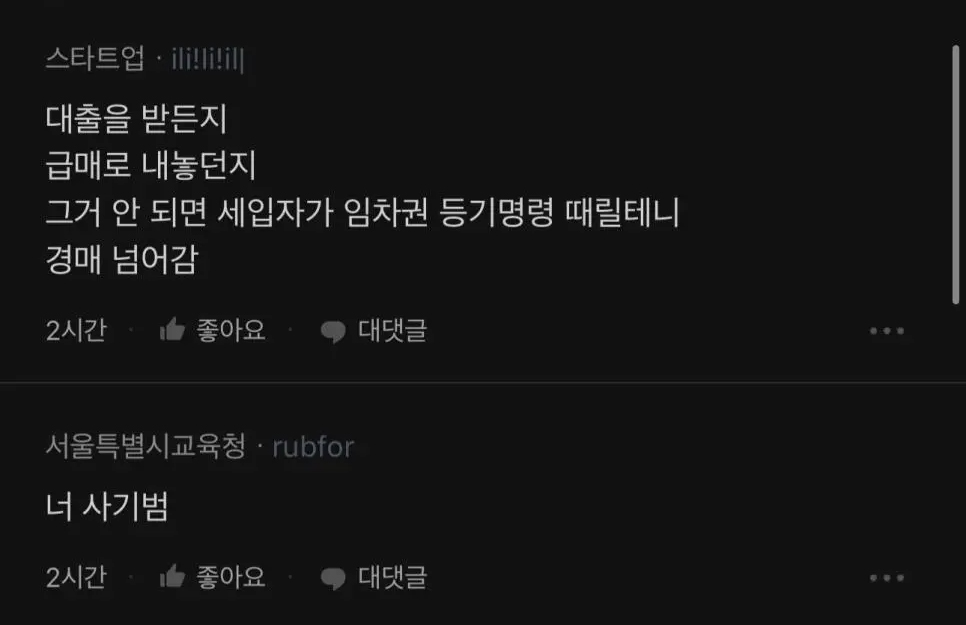 스타트업 · ili!li!il|
대출을 받든지
급매로 내놓던지
그거 안 되면 세입자가 임차권 등기명령 때릴테니
경매 넘어감
2시간 · 좋아요 · 대댓글
서울특별시교육청 · rubfor
너 사기범
2시간 · 좋아요 · 대댓글